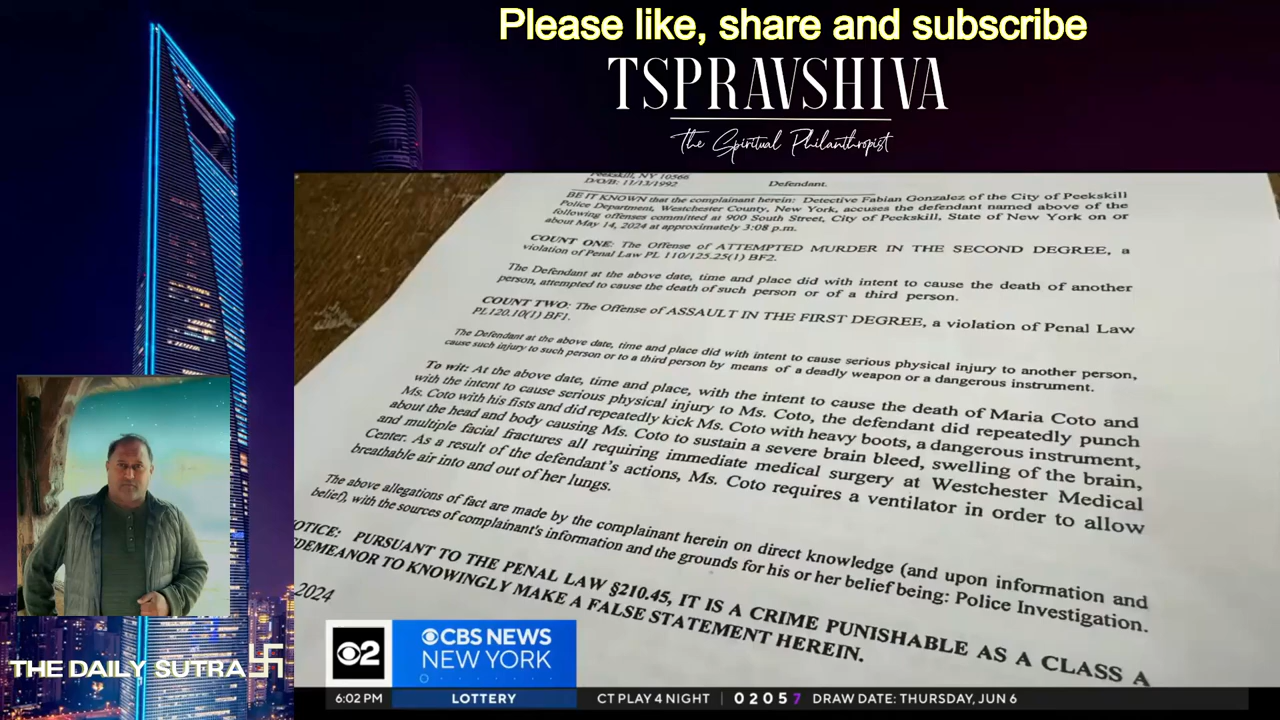 Please like, share and subscribe
TSPRAVSHIVA
The Spiritual Philanthropist
Peekskill, NY 10566
D/O/B: 11/13/1992
Defendant.
BE IT KNOWN that the complainant herein: Detective Fabian Gonzalez of the City of Peekskill
Police Department, Westchester County, New York, accuses the defendant named above of the
following offenses committed at 900 South Street, City of Peekskill, State of New York on or
about May 14, 2024 at approximately 3:08 p.m.
COUNT ONE: The Offense of ATTEMPTED MURDER IN THE SECOND DEGREE, a
violation of Penal Law PL 110/125.25(1) BF2.
The Defendant at the above date, time and place did with intent to cause the death of another
person, attempted to cause the death of such person or of a third person.
COUNT TWO: The Offense of ASSAULT IN THE FIRST DEGREE, a violation of Penal Law
PL120.10(1) BF1.
The Defendant at the above date, time and place did with intent to cause serious physical injury to another person,
cause such injury to such person or to a third person by means of a deadly weapon or a dangerous instrument.
To wit: At the above date, time and place, with the intent to cause the death of Maria Coto and
with the intent to cause serious physical injury to Ms. Coto, the defendant did repeatedly punch
Ms. Coto with his fists and did repeatedly kick Ms. Coto with heavy boots, a dangerous instrument,
about the head and body causing Ms. Coto to sustain a severe brain bleed, swelling of the brain,
and multiple facial fractures all requiring immediate medical surgery at Westchester Medical
Center. As a result of the defendant's actions, Ms. Coto requires a ventilator in order to allow
breathable air into and out of her lungs.
The above allegations of fact are made by the complainant herein on direct knowledge (and upon information and
belief), with the sources of complainant's information and the grounds for his or her belief being: Police Investigation.
OTICE: PURSUANT TO THE PENAL LAW §210.45, IT IS A CRIME PUNISHABLE AS A CLASS A
DEMEANOR TO KNOWINGLY MAKE A FALSE STATEMENT HEREIN.
2024
THE DAILY SUTRA卐
2
CBS NEWS
NEW YORK
6:02 PM LOTTERY CT PLAY 4 NIGHT 0 2 0 5 7 DRAW DATE: THURSDAY, JUN 6